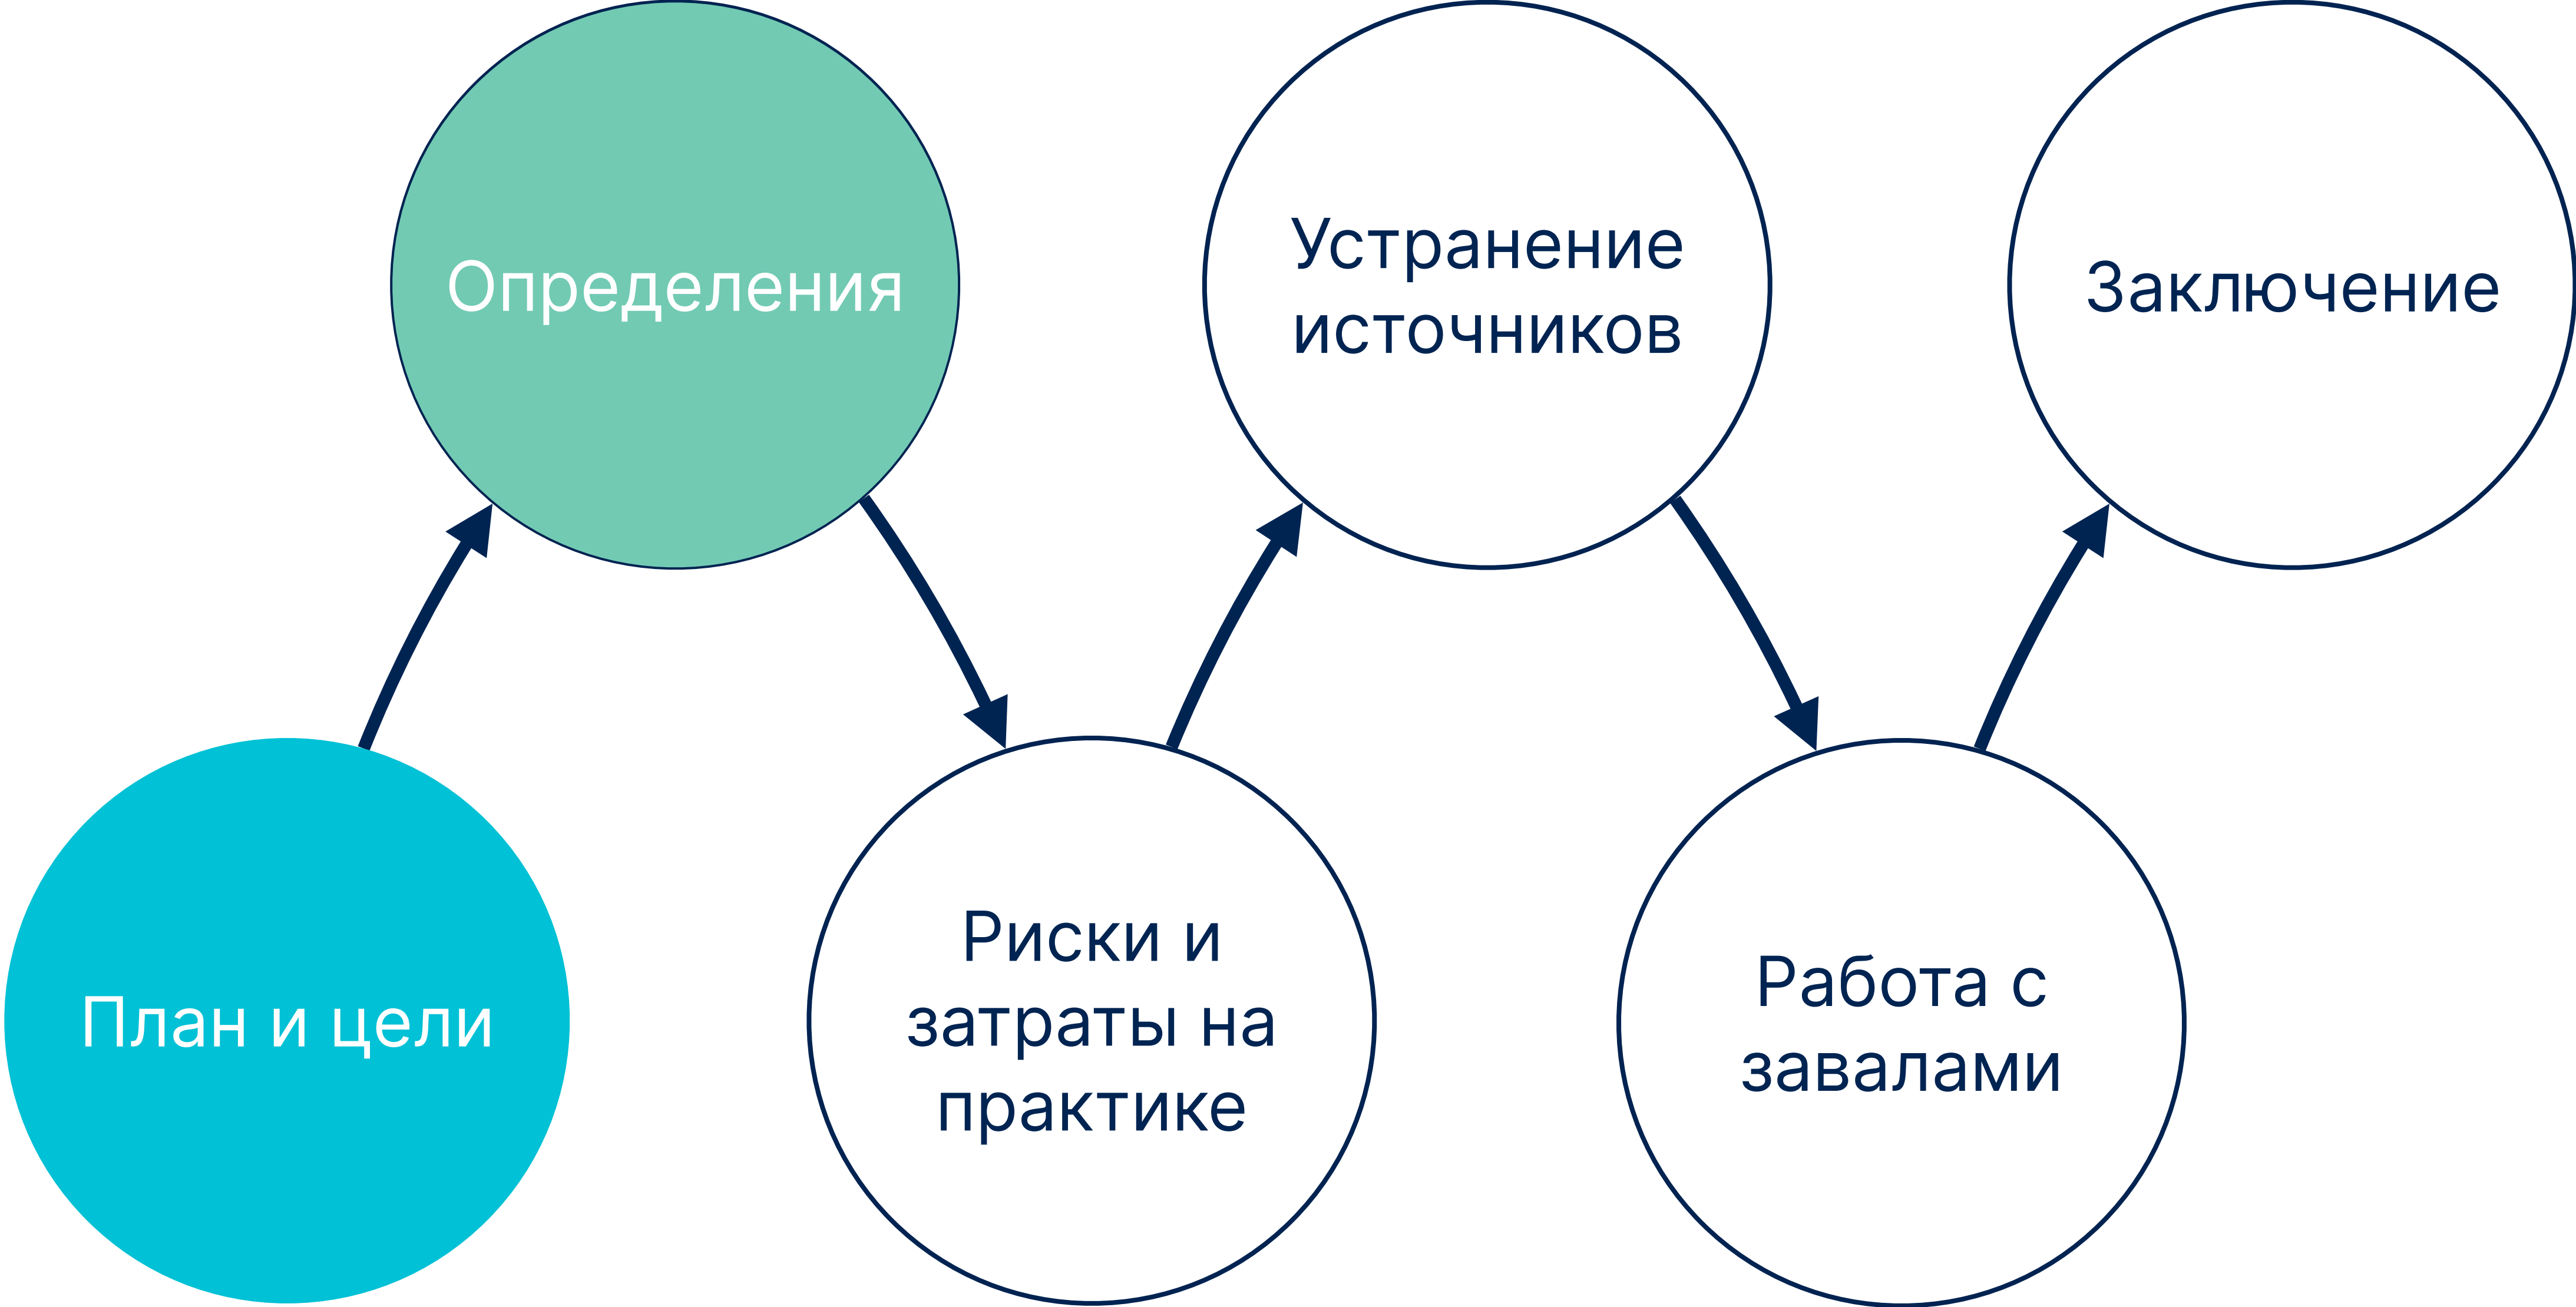 План и цели
Определения
Риски и
затраты на
практике
Устранение
источников
Работа с
завалами
Заключение